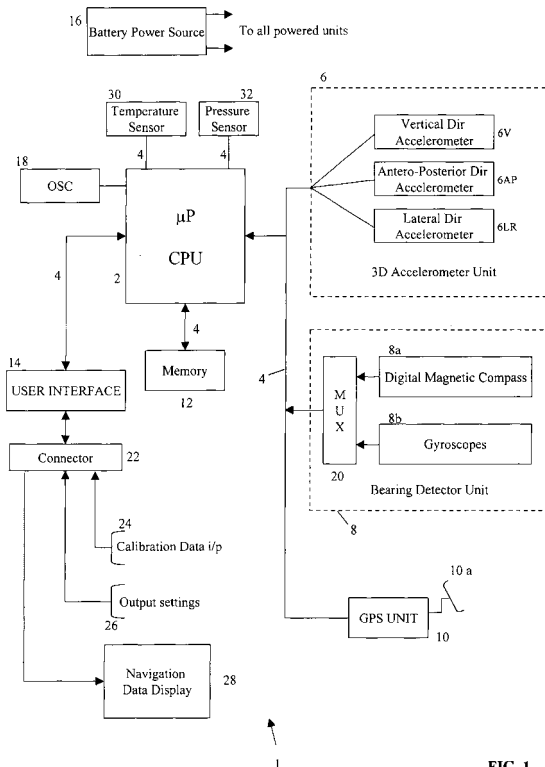 16
Battery Power Source
To all powered units
30
Temperature
Sensor
32
Pressure
Sensor
4
4
18
OSC
µP
CPU
2
4
4
14
USER INTERFACE
Memory
12
Connector
22
24
Calibration Data i/p
Output settings
26
Navigation
Data Display
28
6
Vertical Dir
Accelerometer
6V
Antero-Posterior Dir
Accelerometer
6AP
Lateral Dir
Accelerometer
6LR
3D Accelerometer Unit
4
8a
Digital Magnetic Compass
M
U
X
8b
Gyroscopes
20
Bearing Detector Unit
8
10 a
GPS UNIT
10
1
FIG. 1